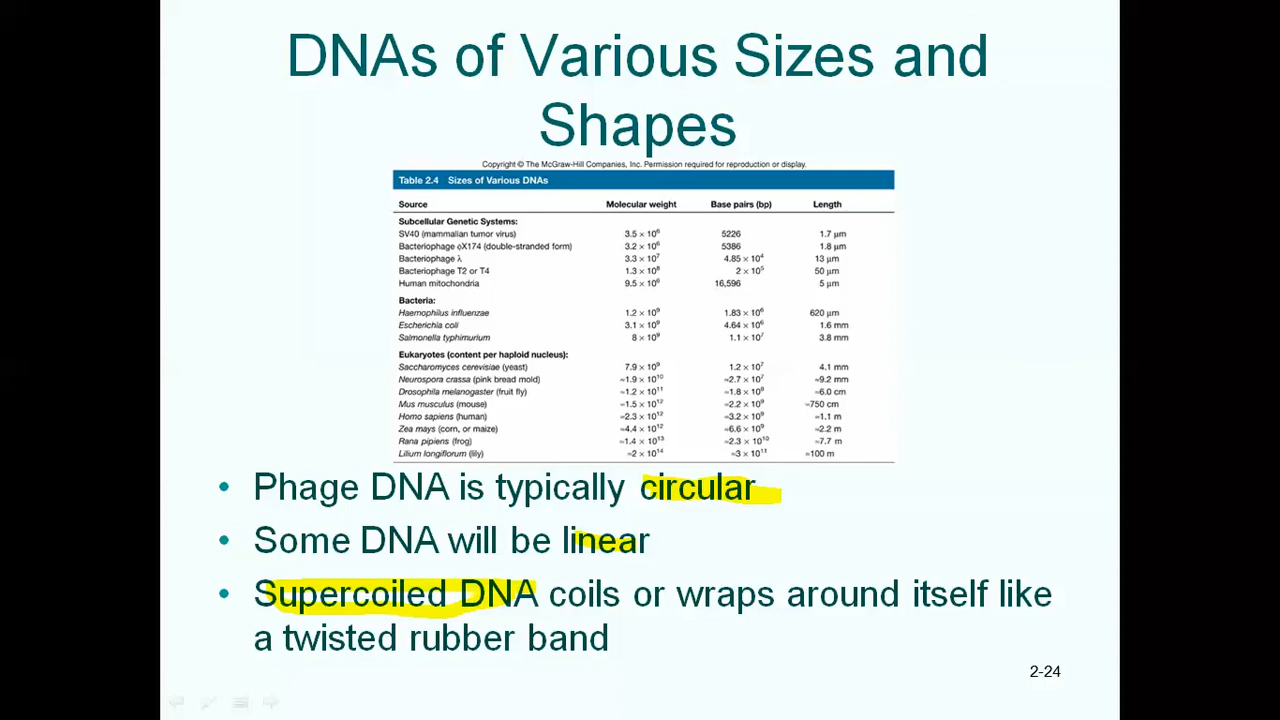 DNAs of Various Sizes and
Shapes
Copyright © The McGraw-Hill Companies, Inc. Permission required for reproduction or display.
Table 2.4 Sizes of Various DNAs
Source Molecular weight Base pairs (bp) Length
Subcellular Genetic Systems:
SV40 (mammalian tumor virus) 3.5 × 10⁶ 5226 1.7 μm
Bacteriophage ϕX174 (double-stranded form) 3.2 × 10⁶ 5386 1.8 μm
Bacteriophage λ 3.3 × 10⁷ 4.85 × 10⁴ 13 μm
Bacteriophage T2 or T4 1.3 × 10⁸ 2 × 10⁵ 50 μm
Human mitochondria 9.5 × 10⁶ 16,596 5 μm
Bacteria:
Haemophilus influenzae 1.2 × 10⁹ 1.83 × 10⁶ 620 μm
Escherichia coli 3.1 × 10⁹ 4.64 × 10⁶ 1.6 mm
Salmonella typhimurium 8 × 10⁹ 1.1 × 10⁷ 3.8 mm
Eukaryotes (content per haploid nucleus):
Saccharomyces cerevisiae (yeast) 7.9 × 10⁹ 1.2 × 10⁷ 4.1 mm
Neurospora crassa (pink bread mold) ≈1.9 × 10¹⁰ ≈2.7 × 10⁷ ≈9.2 mm
Drosophila melanogaster (fruit fly) ≈1.2 × 10¹¹ ≈1.8 × 10⁸ ≈6.0 cm
Mus musculus (mouse) ≈1.5 × 10¹² ≈2.2 × 10⁹ ≈750 cm
Homo sapiens (human) ≈2.3 × 10¹² ≈3.2 × 10⁹ ≈1.1 m
Zea mays (corn, or maize) ≈4.4 × 10¹² ≈6.6 × 10⁹ ≈2.2 m
Rana pipiens (frog) ≈1.4 × 10¹³ ≈2.3 × 10¹⁰ ≈7.7 m
Lilium longiflorum (lily) ≈2 × 10¹⁴ ≈3 × 10¹¹ ≈100 m
• Phage DNA is typically circular
• Some DNA will be linear
• Supercoiled DNA coils or wraps around itself like
a twisted rubber band
2-24